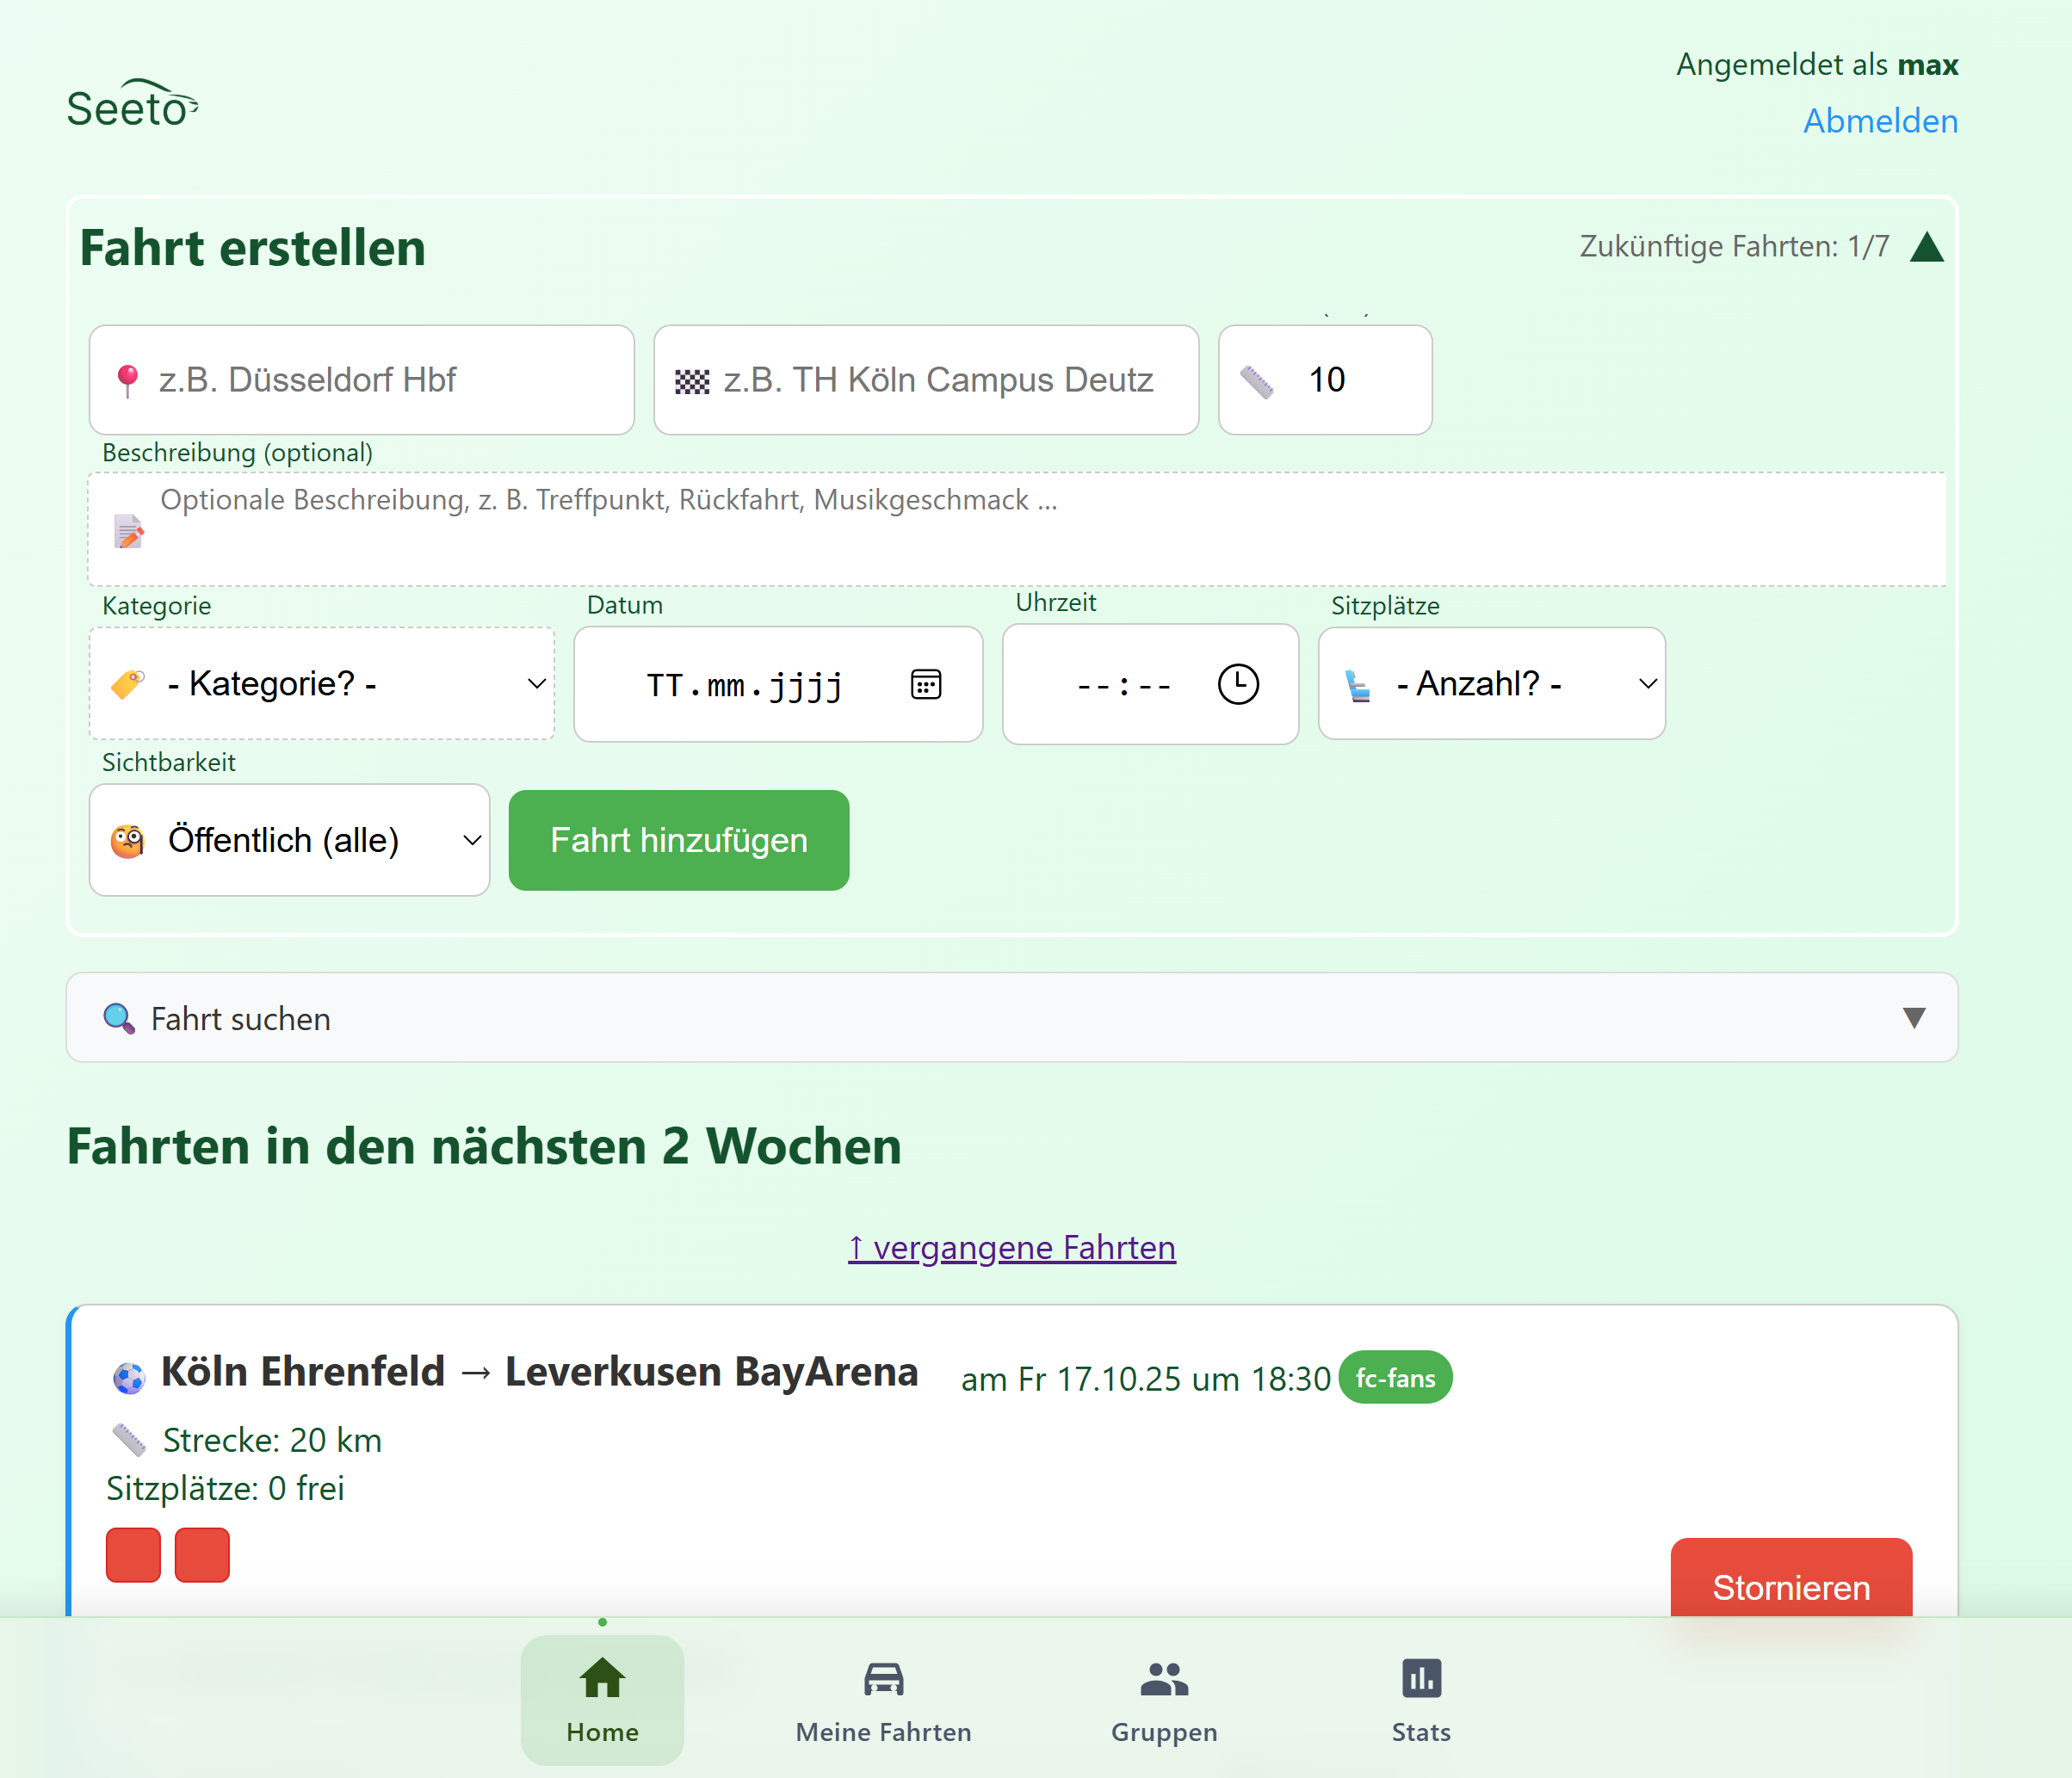 Seeto
Angemeldet als max
Abmelden
Fahrt erstellen
Zukünftige Fahrten: 1/7 ▲
z.B. Düsseldorf Hbf
z.B. TH Köln Campus Deutz
10
Beschreibung (optional)
Optionale Beschreibung, z. B. Treffpunkt, Rückfahrt, Musikgeschmack ...
Kategorie
Datum
Uhrzeit
Sitzplätze
- Kategorie? -
TT.mm.jjjj
--:--
- Anzahl? -
Sichtbarkeit
Öffentlich (alle)
Fahrt hinzufügen
Fahrt suchen ▼
Fahrten in den nächsten 2 Wochen
↑ vergangene Fahrten
Köln Ehrenfeld → Leverkusen BayArena am Fr 17.10.25 um 18:30 fc-fans
Strecke: 20 km
Sitzplätze: 0 frei
Stornieren
Home
Meine Fahrten
Gruppen
Stats